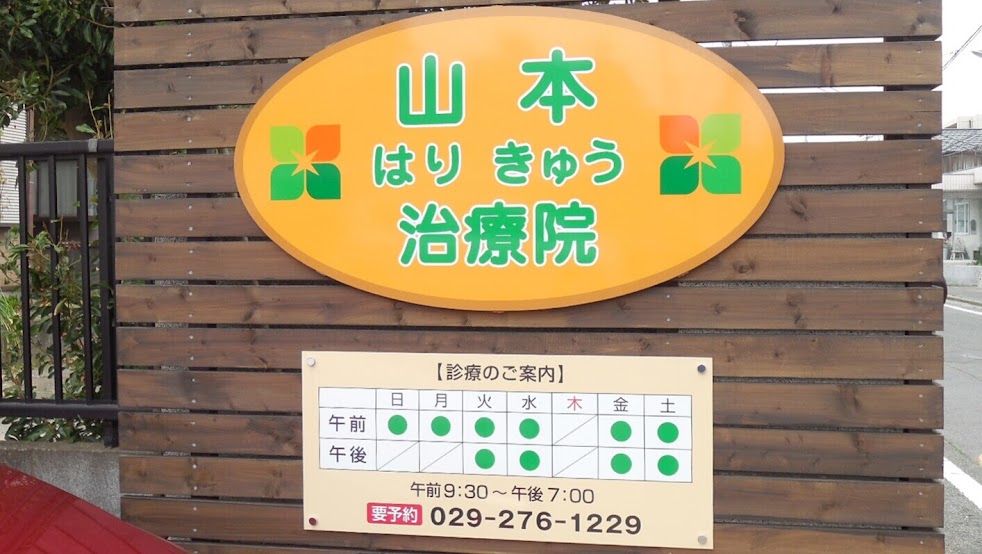 山本
はり きゅう
治療院
【診療のご案内】
日 月 火 水 木 金 土
午前 ● ● ● ● ／ ● ●
午後 ／ ／ ● ● ／ ● ●
午前9:30～午後7:00
要予約 029-276-1229